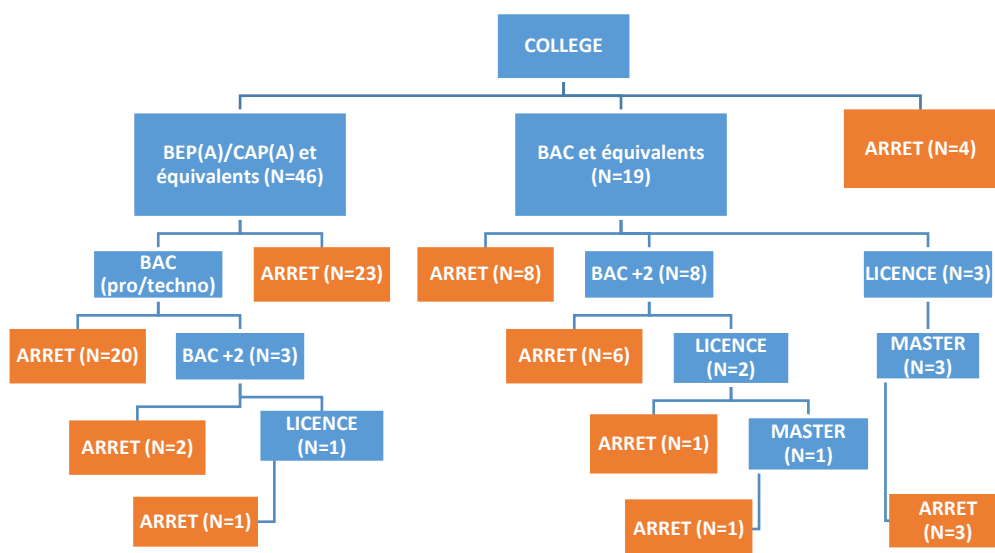 COLLEGE
BEP(A)/CAP(A) et
équivalents (N=46)
BAC et équivalents
(N=19)
ARRET (N=4)
BAC
(pro/techno)
ARRET (N=23)
ARRET (N=8)
BAC +2 (N=8)
LICENCE (N=3)
ARRET (N=20)
BAC +2 (N=3)
ARRET (N=6)
LICENCE
(N=2)
MASTER
(N=3)
ARRET (N=2)
LICENCE
(N=1)
ARRET (N=1)
MASTER
(N=1)
ARRET (N=1)
ARRET (N=1)
ARRET
(N=3)